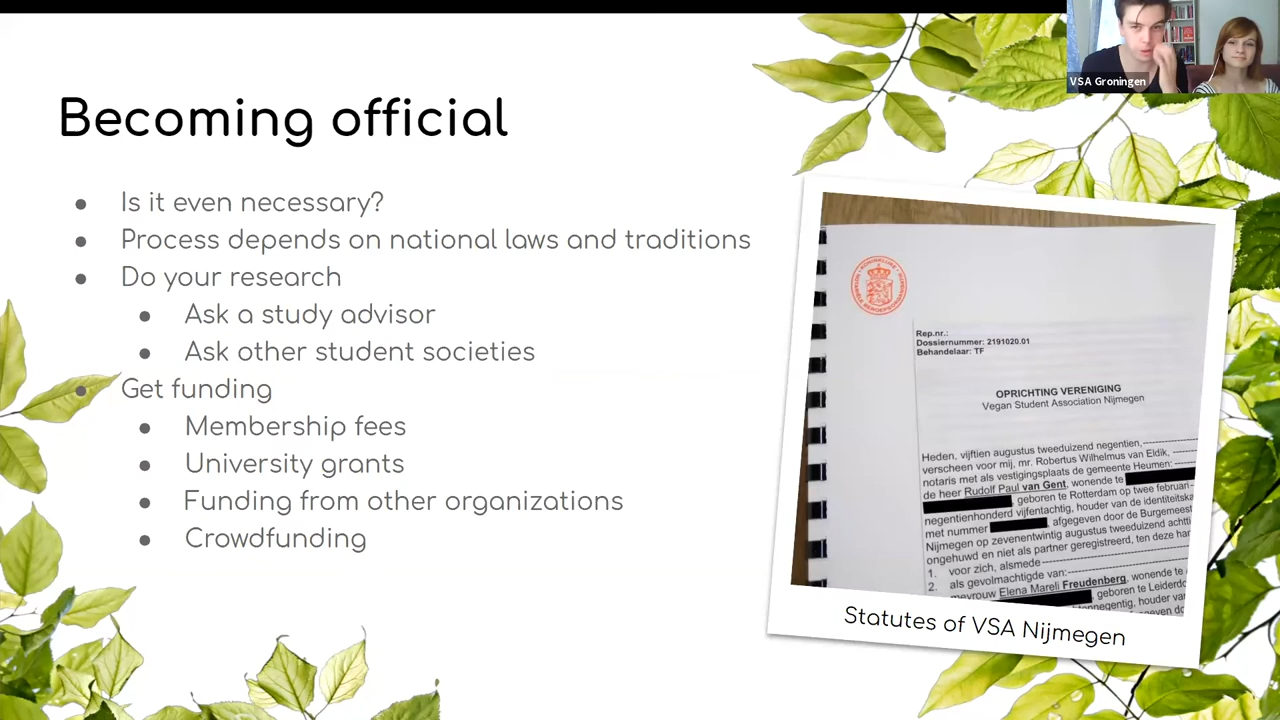 VSA Groningen
Becoming official
Is it even necessary?
Process depends on national laws and traditions
Do your research
Ask a study advisor
Ask other student societies
Get funding
Membership fees
University grants
Funding from other organizations
Crowdfunding
Rep.nr.:
Dossiernummer: 2191020.01
Behandelaar: TF
OPRICHTING VERENIGING
Vegan Student Association Nijmegen
Heden, vijftien augustus tweeduizend negentien,
verscheen voor mij, mr. Robertus Wilhelmus van Eldik,
notaris met als vestigingsplaats de gemeente Heumen:
de heer Rudolf Paul van Gent, wonende te
, geboren te Rotterdam op twee februari
negentienhonderd vijfentachtig, houder van de
met nummer , afgegeven door de
Nijmegen op zevenentwintig augustus tweeduizend
ongehuwd en niet als partner geregistreerd, ten deze
1. voor zich, alsmede
2. als gevolmachtigde van:
mevrouw Elena Mareli Freudenberg, wonende te
, geboren te
houder van
Statutes of VSA Nijmegen